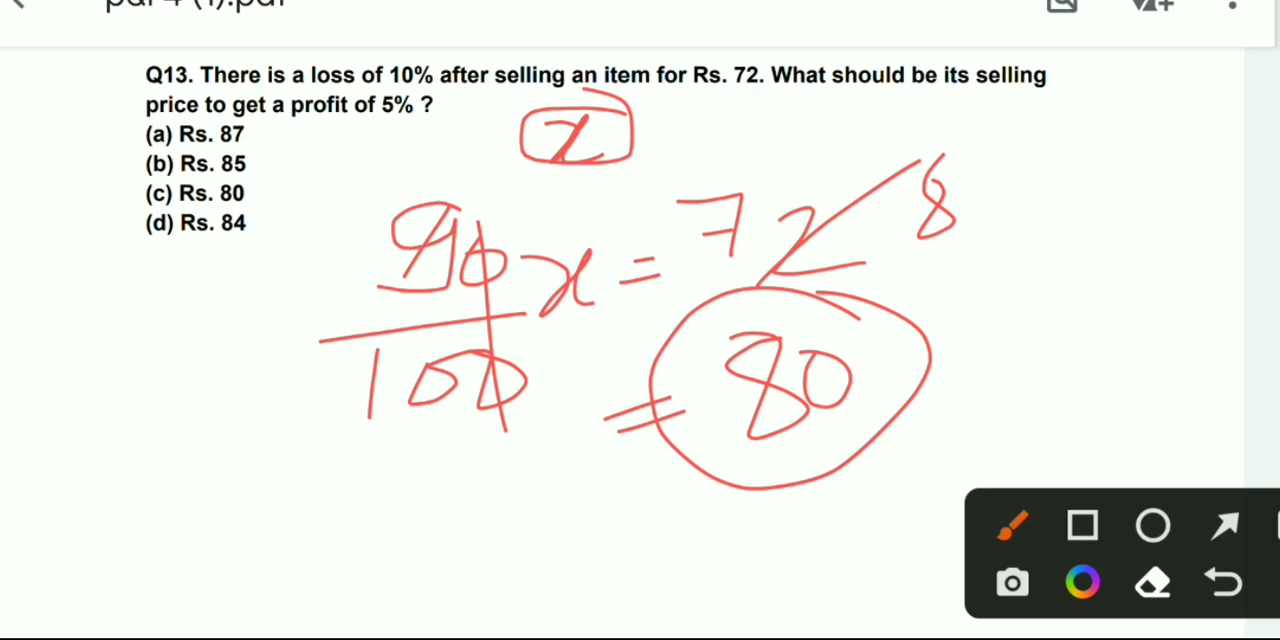 Q13. There is a loss of 10% after selling an item for Rs. 72. What should be its selling
price to get a profit of 5% ?
(a) Rs. 87
(b) Rs. 85
(c) Rs. 80
(d) Rs. 84
x
90/100 x = 72 8
= 80